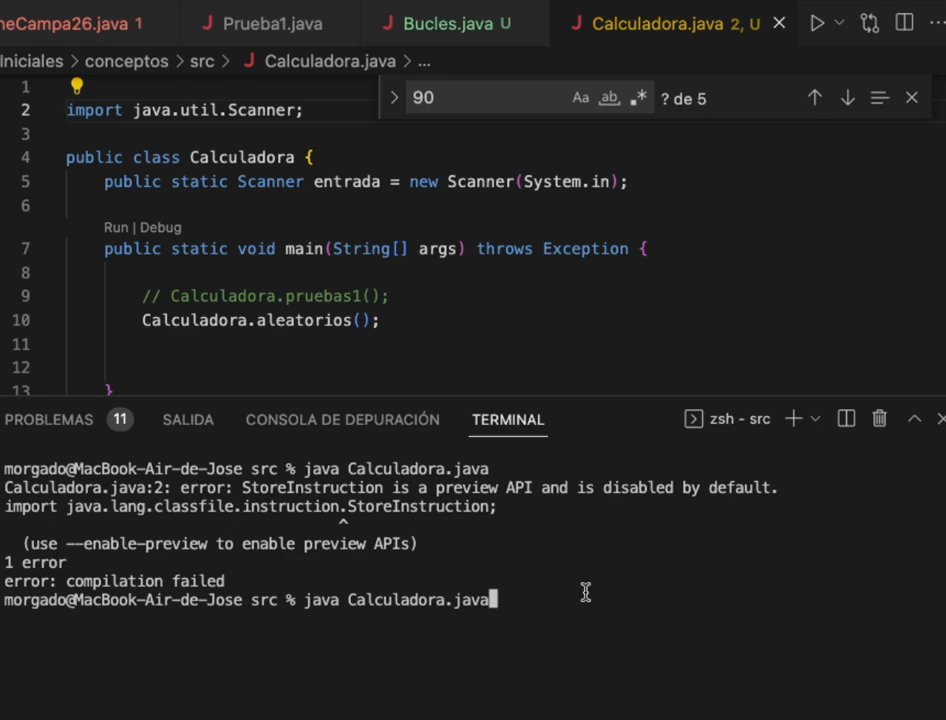 neCampa26.java 1 Prueba1.java Bucles.java U Calculadora.java 2, U
Iniciales > conceptos > src > Calculadora.java > ...
90 Aa ab .* ? de 5
1
2 import java.util.Scanner;
3
4 public class Calculadora {
5 public static Scanner entrada = new Scanner(System.in);
6
Run | Debug
7 public static void main(String[] args) throws Exception {
8
9 // Calculadora.pruebas1();
10 Calculadora.aleatorios();
11
12
13 }
PROBLEMAS 11 SALIDA CONSOLA DE DEPURACIÓN TERMINAL zsh - src
morgado@MacBook-Air-de-Jose src % java Calculadora.java
Calculadora.java:2: error: StoreInstruction is a preview API and is disabled by default.
import java.lang.classfile.instruction.StoreInstruction;
^
(use --enable-preview to enable preview APIs)
1 error
error: compilation failed
morgado@MacBook-Air-de-Jose src % java Calculadora.java